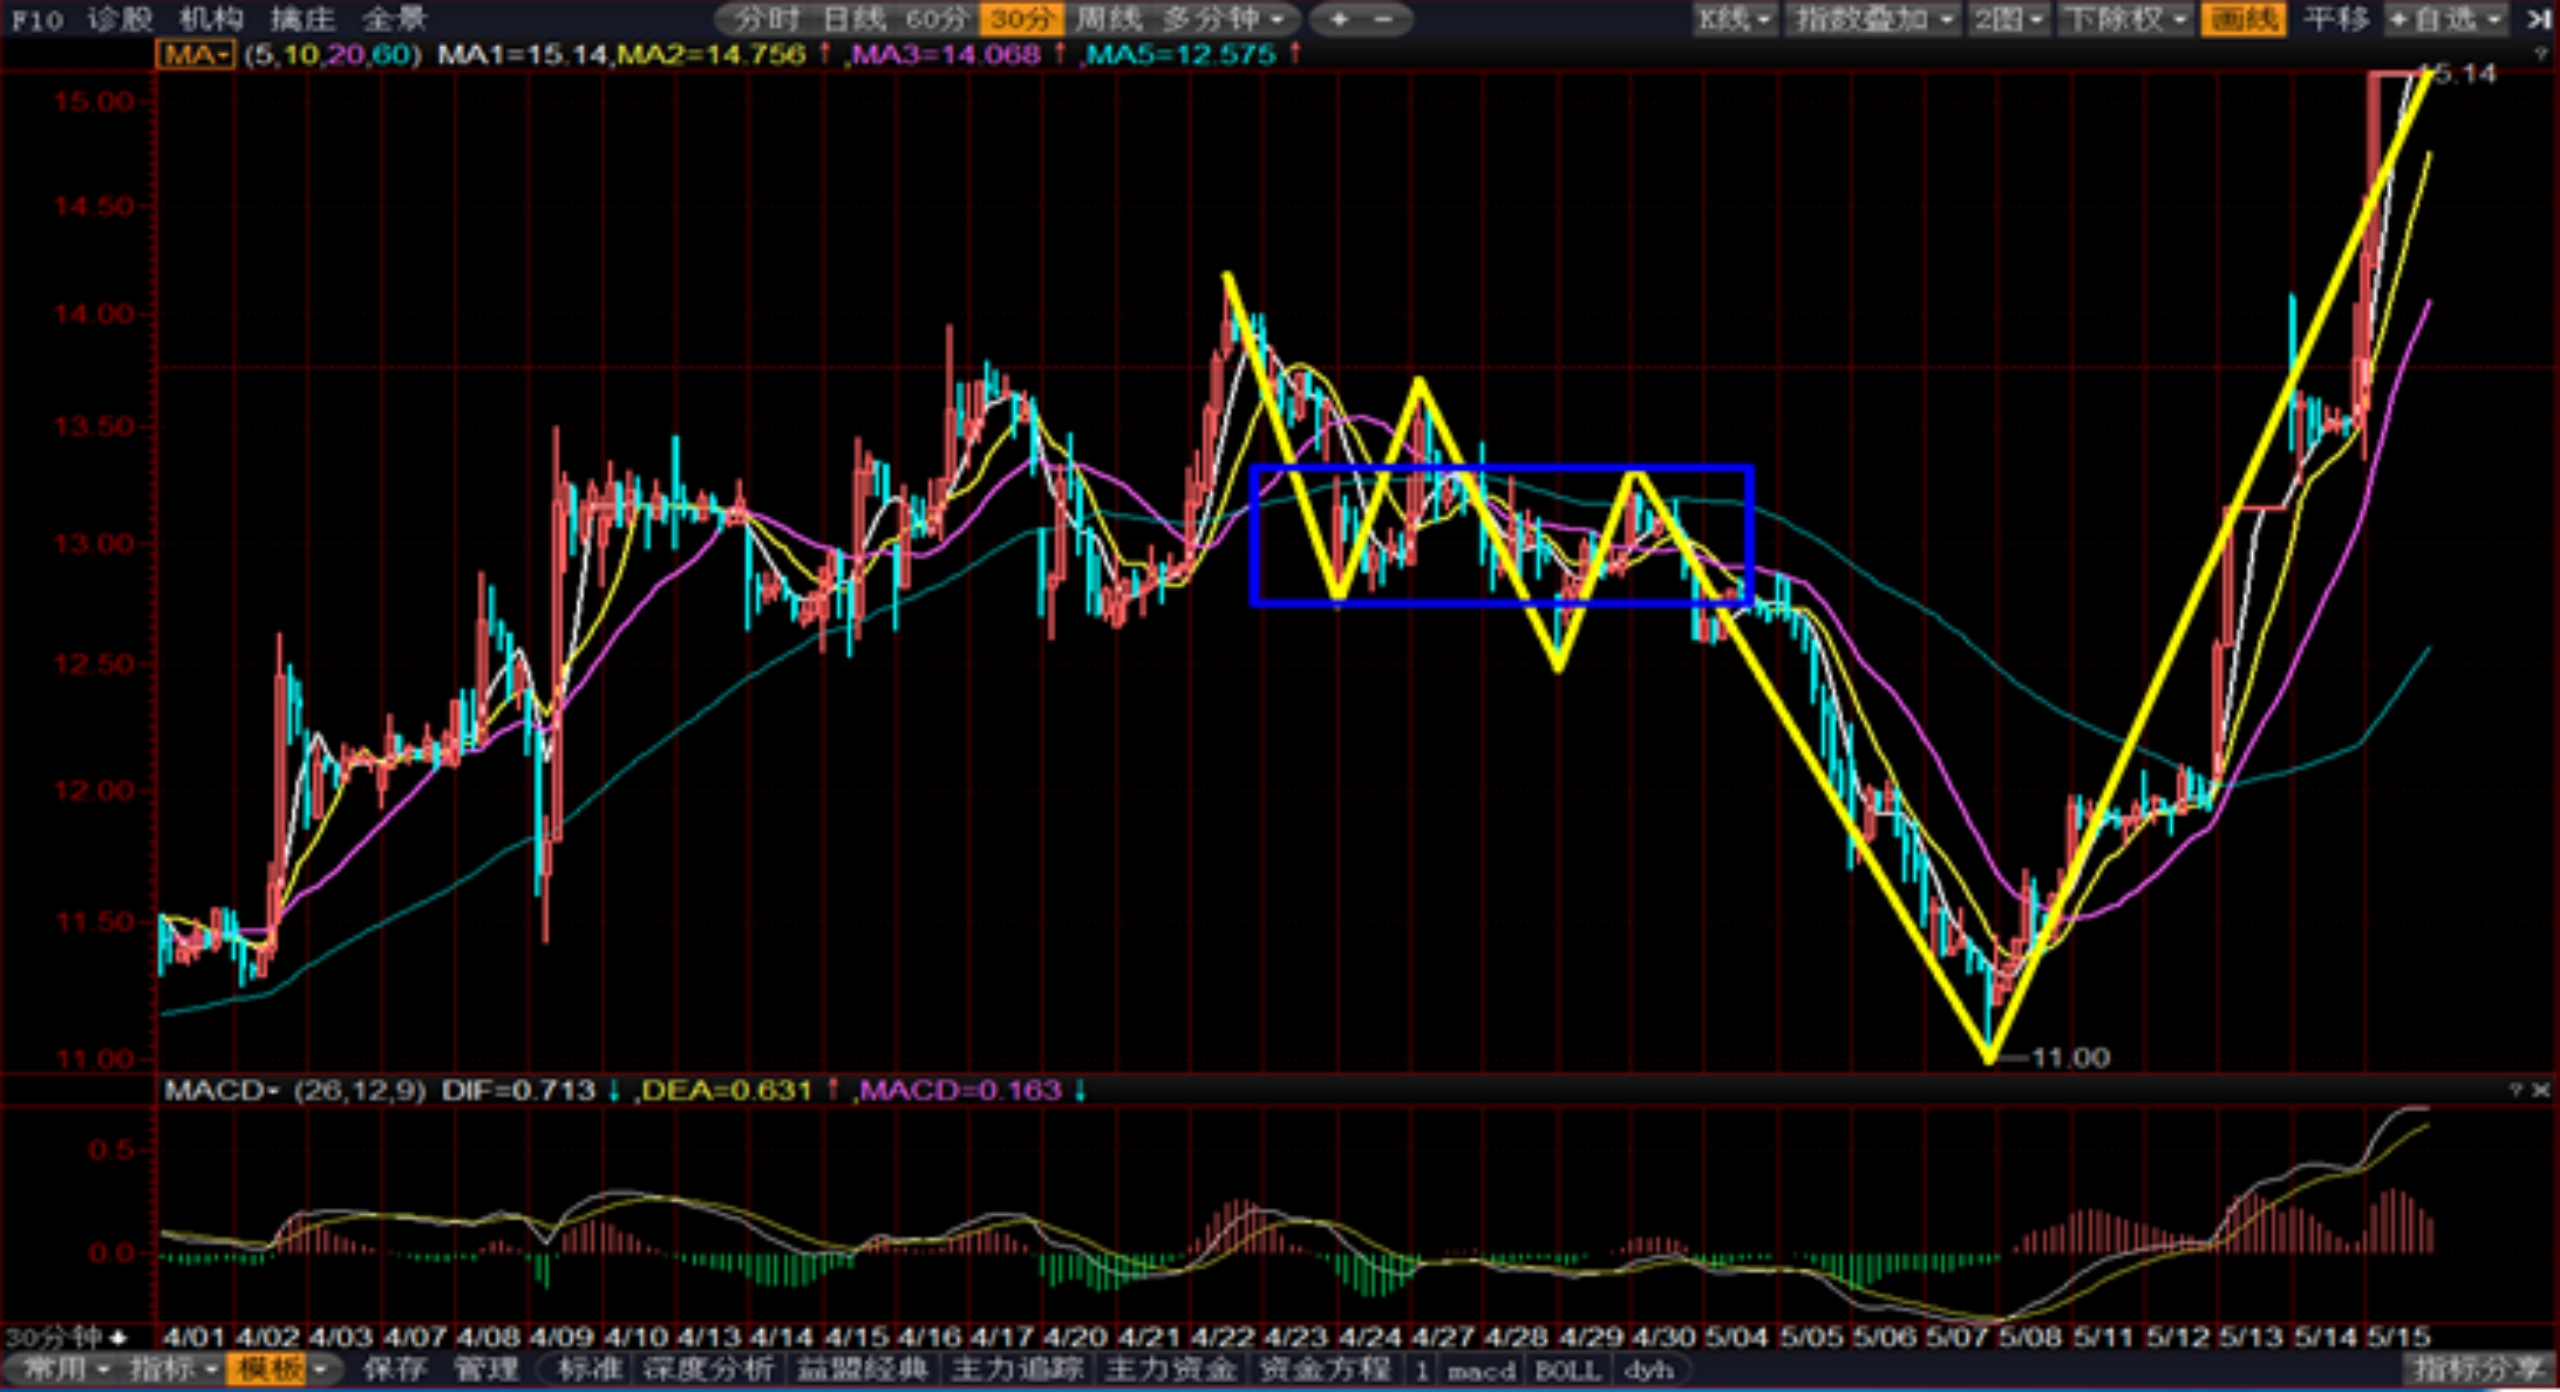 F10 诊股 机构 擒庄 全景 分时 日线 60分 30分 周线 多分钟 + - K线 指数叠加 2图 下除权 画线 平移 +自选
MA (5,10,20,60) MA1=15.14,MA2=14.756 ↑ ,MA3=14.068 ↑ ,MA5=12.575 ↑ ?
15.14
15.00
14.50
14.00
13.50
13.00
12.50
12.00
11.50
11.00
11.00
MACD (26,12,9) DIF=0.713 ↓ ,DEA=0.631 ↑ ,MACD=0.163 ↓ ? ×
0.5
0.0
30分钟 4/01 4/02 4/03 4/07 4/08 4/09 4/10 4/13 4/14 4/15 4/16 4/17 4/20 4/21 4/22 4/23 4/24 4/27 4/28 4/29 4/30 5/04 5/05 5/06 5/07 5/08 5/11 5/12 5/13 5/14 5/15
常用 指标 模板 保存 管理 标准 深度分析 益盟经典 主力追踪 主力资金 资金方程 1 macd BOLL dyh 指标分享